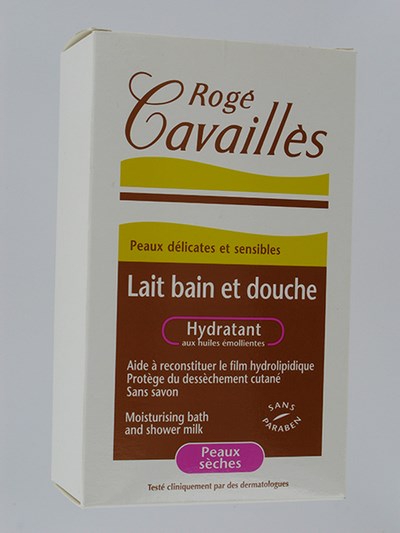 Rogé
Cavaillès
Peaux délicates et sensibles
Lait bain et douche
Hydratant
aux huiles émollientes
Aide à reconstituer le film hydrolipidique
Protège du dessèchement cutané
Sans savon
SANS
PARABEN
Moisturising bath
and shower milk
Peaux
sèches
Testé cliniquement par des dermatologues